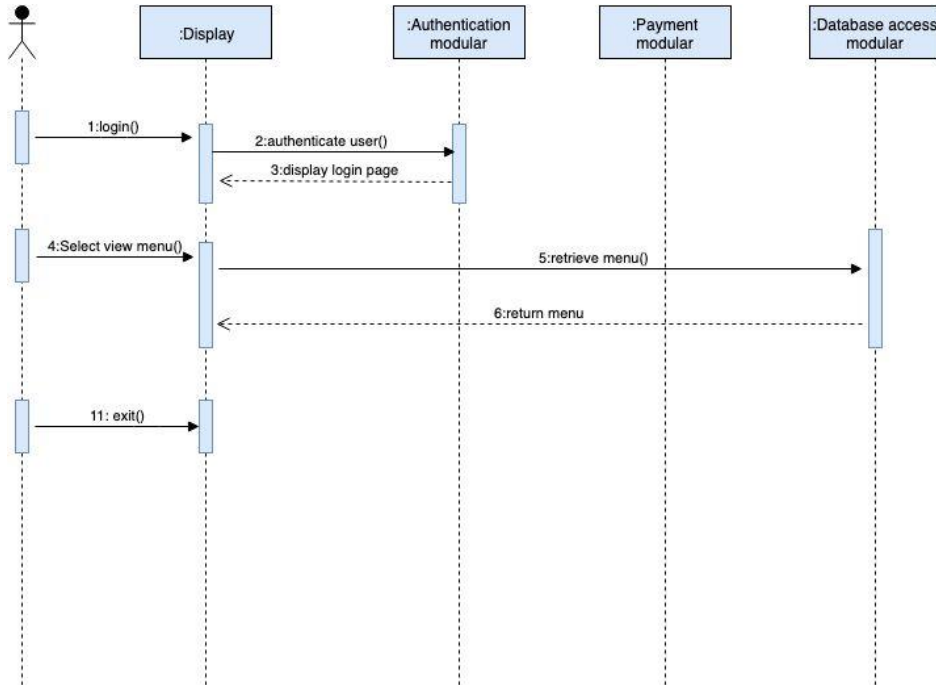 :Display
:Authentication
modular
:Payment
modular
:Database access
modular
1:login()
2:authenticate user()
3:display login page
4:Select view menu()
5:retrieve menu()
6:return menu
11: exit()